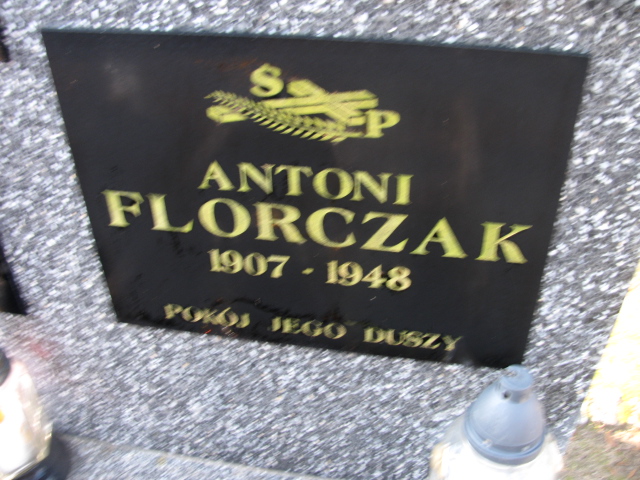 Ś P
ANTONI
FLORCZAK
1907 - 1948
POKÓJ JEGO DUSZY